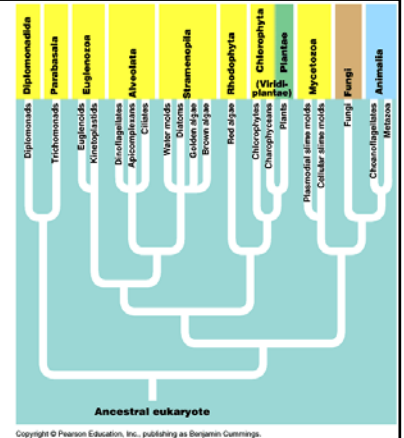 Diplomonadida
Parabasala
Euglenozoa
Alveolata
Stramenopila
Rhodophyta
Chlorophyta
Plantae
(Viridi-
plantae)
Mycetozoa
Fungi
Animalia
Diplomonads
Trichomonads
Euglenoids
Kinetoplastids
Dinoflagellates
Apicomplexans
Ciliates
Water molds
Diatoms
Golden algae
Brown algae
Red algae
Chlorophytes
Charophyceans
Plants
Plasmodial slime molds
Cellular slime molds
Fungi
Choanoflagellates
Metazoa
Ancestral eukaryote
Copyright © Pearson Education, Inc., publishing as Benjamin Cummings.